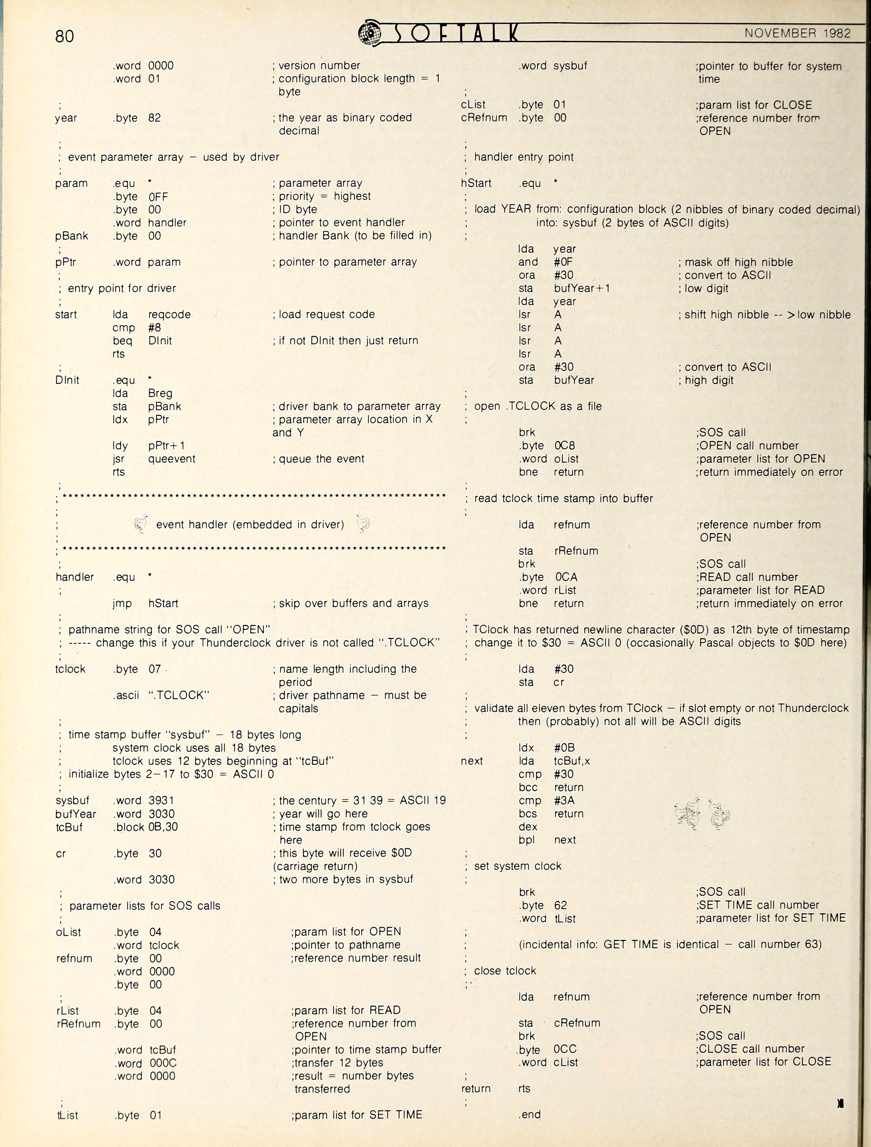 80
SOFTALK
NOVEMBER 1982
.word 0000 ; version number
.word 01 ; configuration block length = 1
byte
;
year .byte 82 ; the year as binary coded
decimal
;
; event parameter array – used by driver
;
param .equ * ; parameter array
.byte 0FF ; priority = highest
.byte 00 ; ID byte
.word handler ; pointer to event handler
pBank .byte 00 ; handler Bank (to be filled in)
;
pPtr .word param ; pointer to parameter array
;
; entry point for driver
;
start lda reqcode ; load request code
cmp #8
beq DInit ; if not DInit then just return
rts
;
DInit .equ *
lda Breg
sta pBank ; driver bank to parameter array
ldx pPtr ; parameter array location in X
and Y
ldy pPtr+1
jsr queevent ; queue the event
rts
;
; ************************************************************
;
; event handler (embedded in driver)
;
; ************************************************************
;
handler .equ *
;
jmp hStart ; skip over buffers and arrays
;
; pathname string for SOS call "OPEN"
; ----- change this if your Thunderclock driver is not called ".TCLOCK"
;
tclock .byte 07 ; name length including the
period
.ascii ".TCLOCK" ; driver pathname – must be
capitals
;
; time stamp buffer "sysbuf" – 18 bytes long
; system clock uses all 18 bytes
; tclock uses 12 bytes beginning at "tcBuf"
; initialize bytes 2–17 to $30 = ASCII 0
;
sysbuf .word 3931 ; the century = 31 39 = ASCII 19
bufYear .word 3030 ; year will go here
tcBuf .block 0B,30 ; time stamp from tclock goes
here
cr .byte 30 ; this byte will receive $0D
(carriage return)
.word 3030 ; two more bytes in sysbuf
;
; parameter lists for SOS calls
;
oList .byte 04 ;param list for OPEN
.word tclock ;pointer to pathname
refnum .byte 00 ;reference number result
.word 0000
.byte 00
;
rList .byte 04 ;param list for READ
rRefnum .byte 00 ;reference number from
OPEN
.word tcBuf ;pointer to time stamp buffer
.word 000C ;transfer 12 bytes
.word 0000 ;result = number bytes
transferred
;
tList .byte 01 ;param list for SET TIME
.word sysbuf ;pointer to buffer for system
time
;
cList .byte 01 ;param list for CLOSE
cRefnum .byte 00 ;reference number from
OPEN
;
; handler entry point
;
hStart .equ *
;
; load YEAR from: configuration block (2 nibbles of binary coded decimal)
; into: sysbuf (2 bytes of ASCII digits)
;
lda year
and #0F ; mask off high nibble
ora #30 ; convert to ASCII
sta bufYear+1 ; low digit
lda year
lsr A ; shift high nibble -- > low nibble
lsr A
lsr A
lsr A
ora #30 ; convert to ASCII
sta bufYear ; high digit
;
; open .TCLOCK as a file
;
brk ;SOS call
.byte 0C8 ;OPEN call number
.word oList ;parameter list for OPEN
bne return ;return immediately on error
;
; read tclock time stamp into buffer
;
lda refnum ;reference number from
OPEN
sta rRefnum
brk ;SOS call
.byte 0CA ;READ call number
.word rList ;parameter list for READ
bne return ;return immediately on error
;
; TClock has returned newline character ($0D) as 12th byte of timestamp
; change it to $30 = ASCII 0 (occasionally Pascal objects to $0D here)
;
lda #30
sta cr
;
; validate all eleven bytes from TClock – if slot empty or not Thunderclock
; then (probably) not all will be ASCII digits
;
ldx #0B
next lda tcBuf,x
cmp #30
bcc return
cmp #3A
bcs return
dex
bpl next
;
; set system clock
;
brk ;SOS call
.byte 62 ;SET TIME call number
.word tList ;parameter list for SET TIME
;
; (incidental info: GET TIME is identical – call number 63)
;
; close tclock
;
lda refnum ;reference number from
OPEN
sta cRefnum
brk ;SOS call
.byte 0CC ;CLOSE call number
.word cList ;parameter list for CLOSE
;
return rts
;
.end